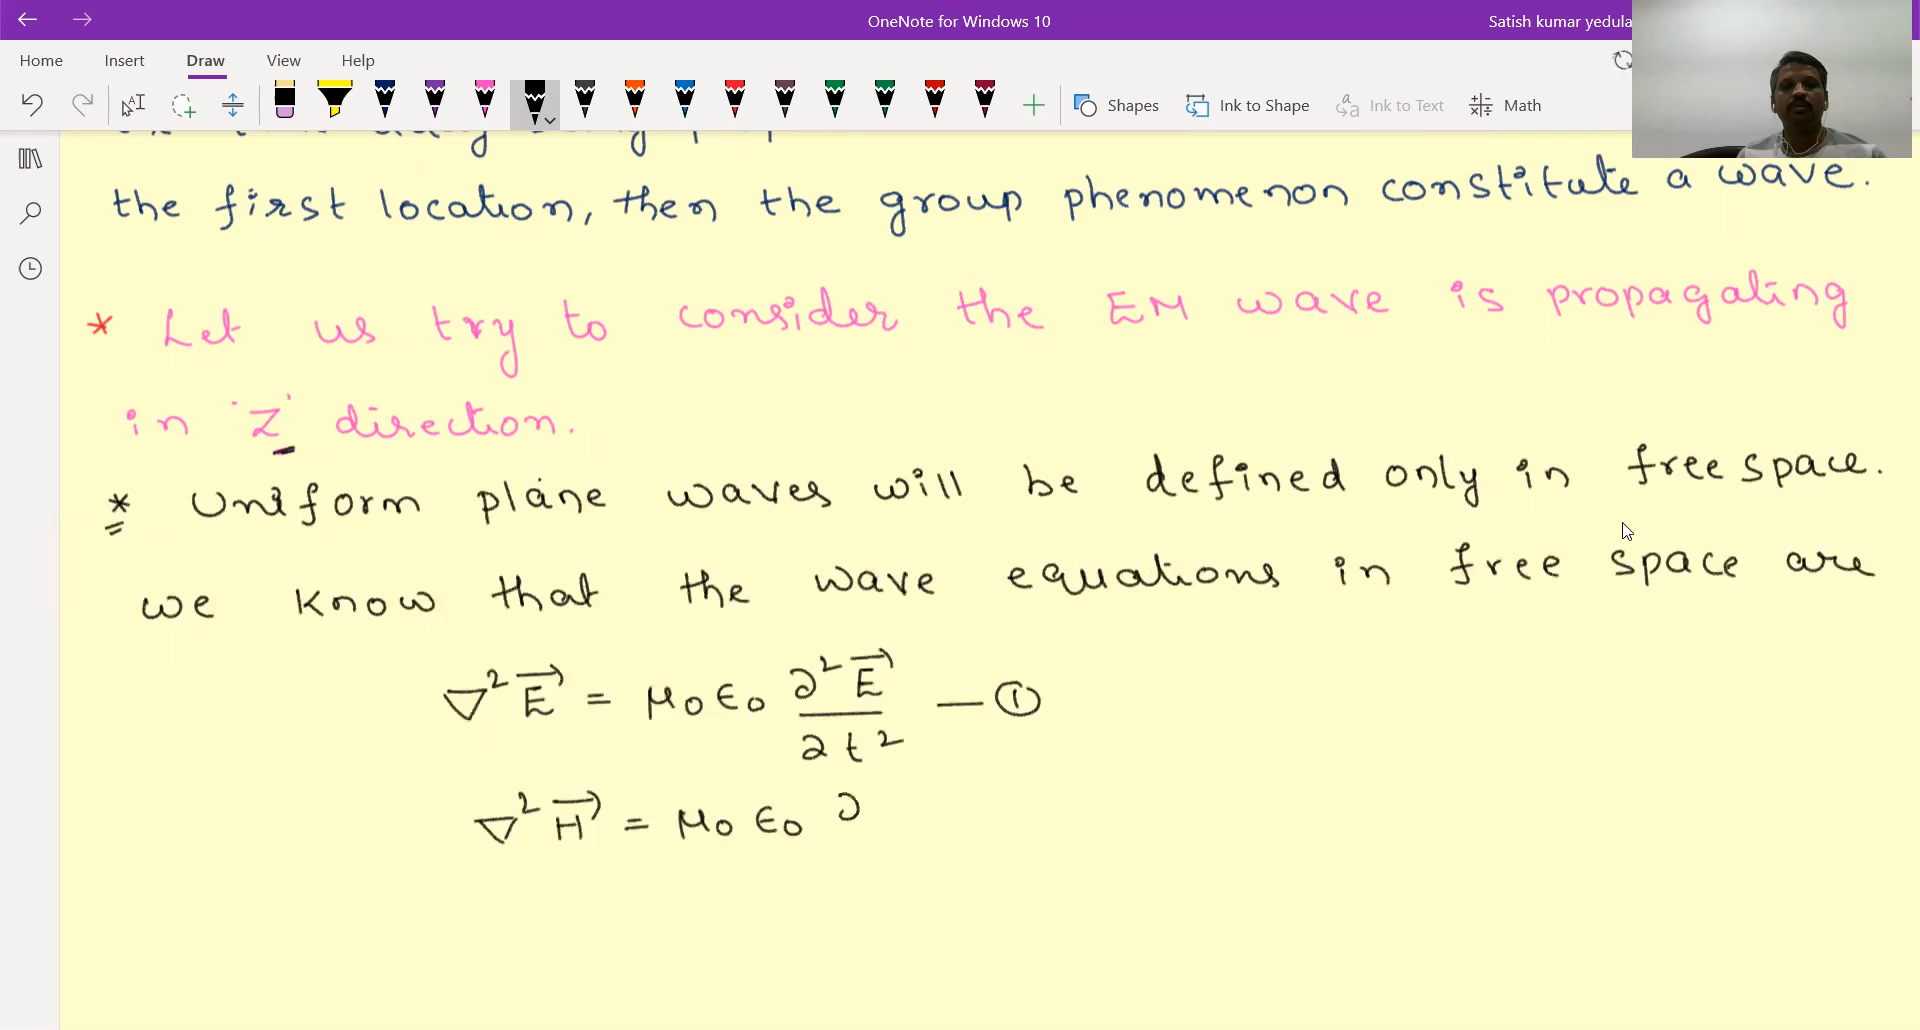 OneNote for Windows 10
Satish kumar yedula
Home Insert Draw View Help
Shapes Ink to Shape Ink to Text Math
the first location, then the group phenomenon constitute a wave.
* Let us try to consider the EM wave is propagating
in 'Z' direction.
* Uniform plane waves will be defined only in free space.
we know that the wave equations in free space are
∇²E⃗ = μ₀ϵ₀ ∂²E⃗/∂t² — ①
∇²H⃗ = μ₀ϵ₀ ∂